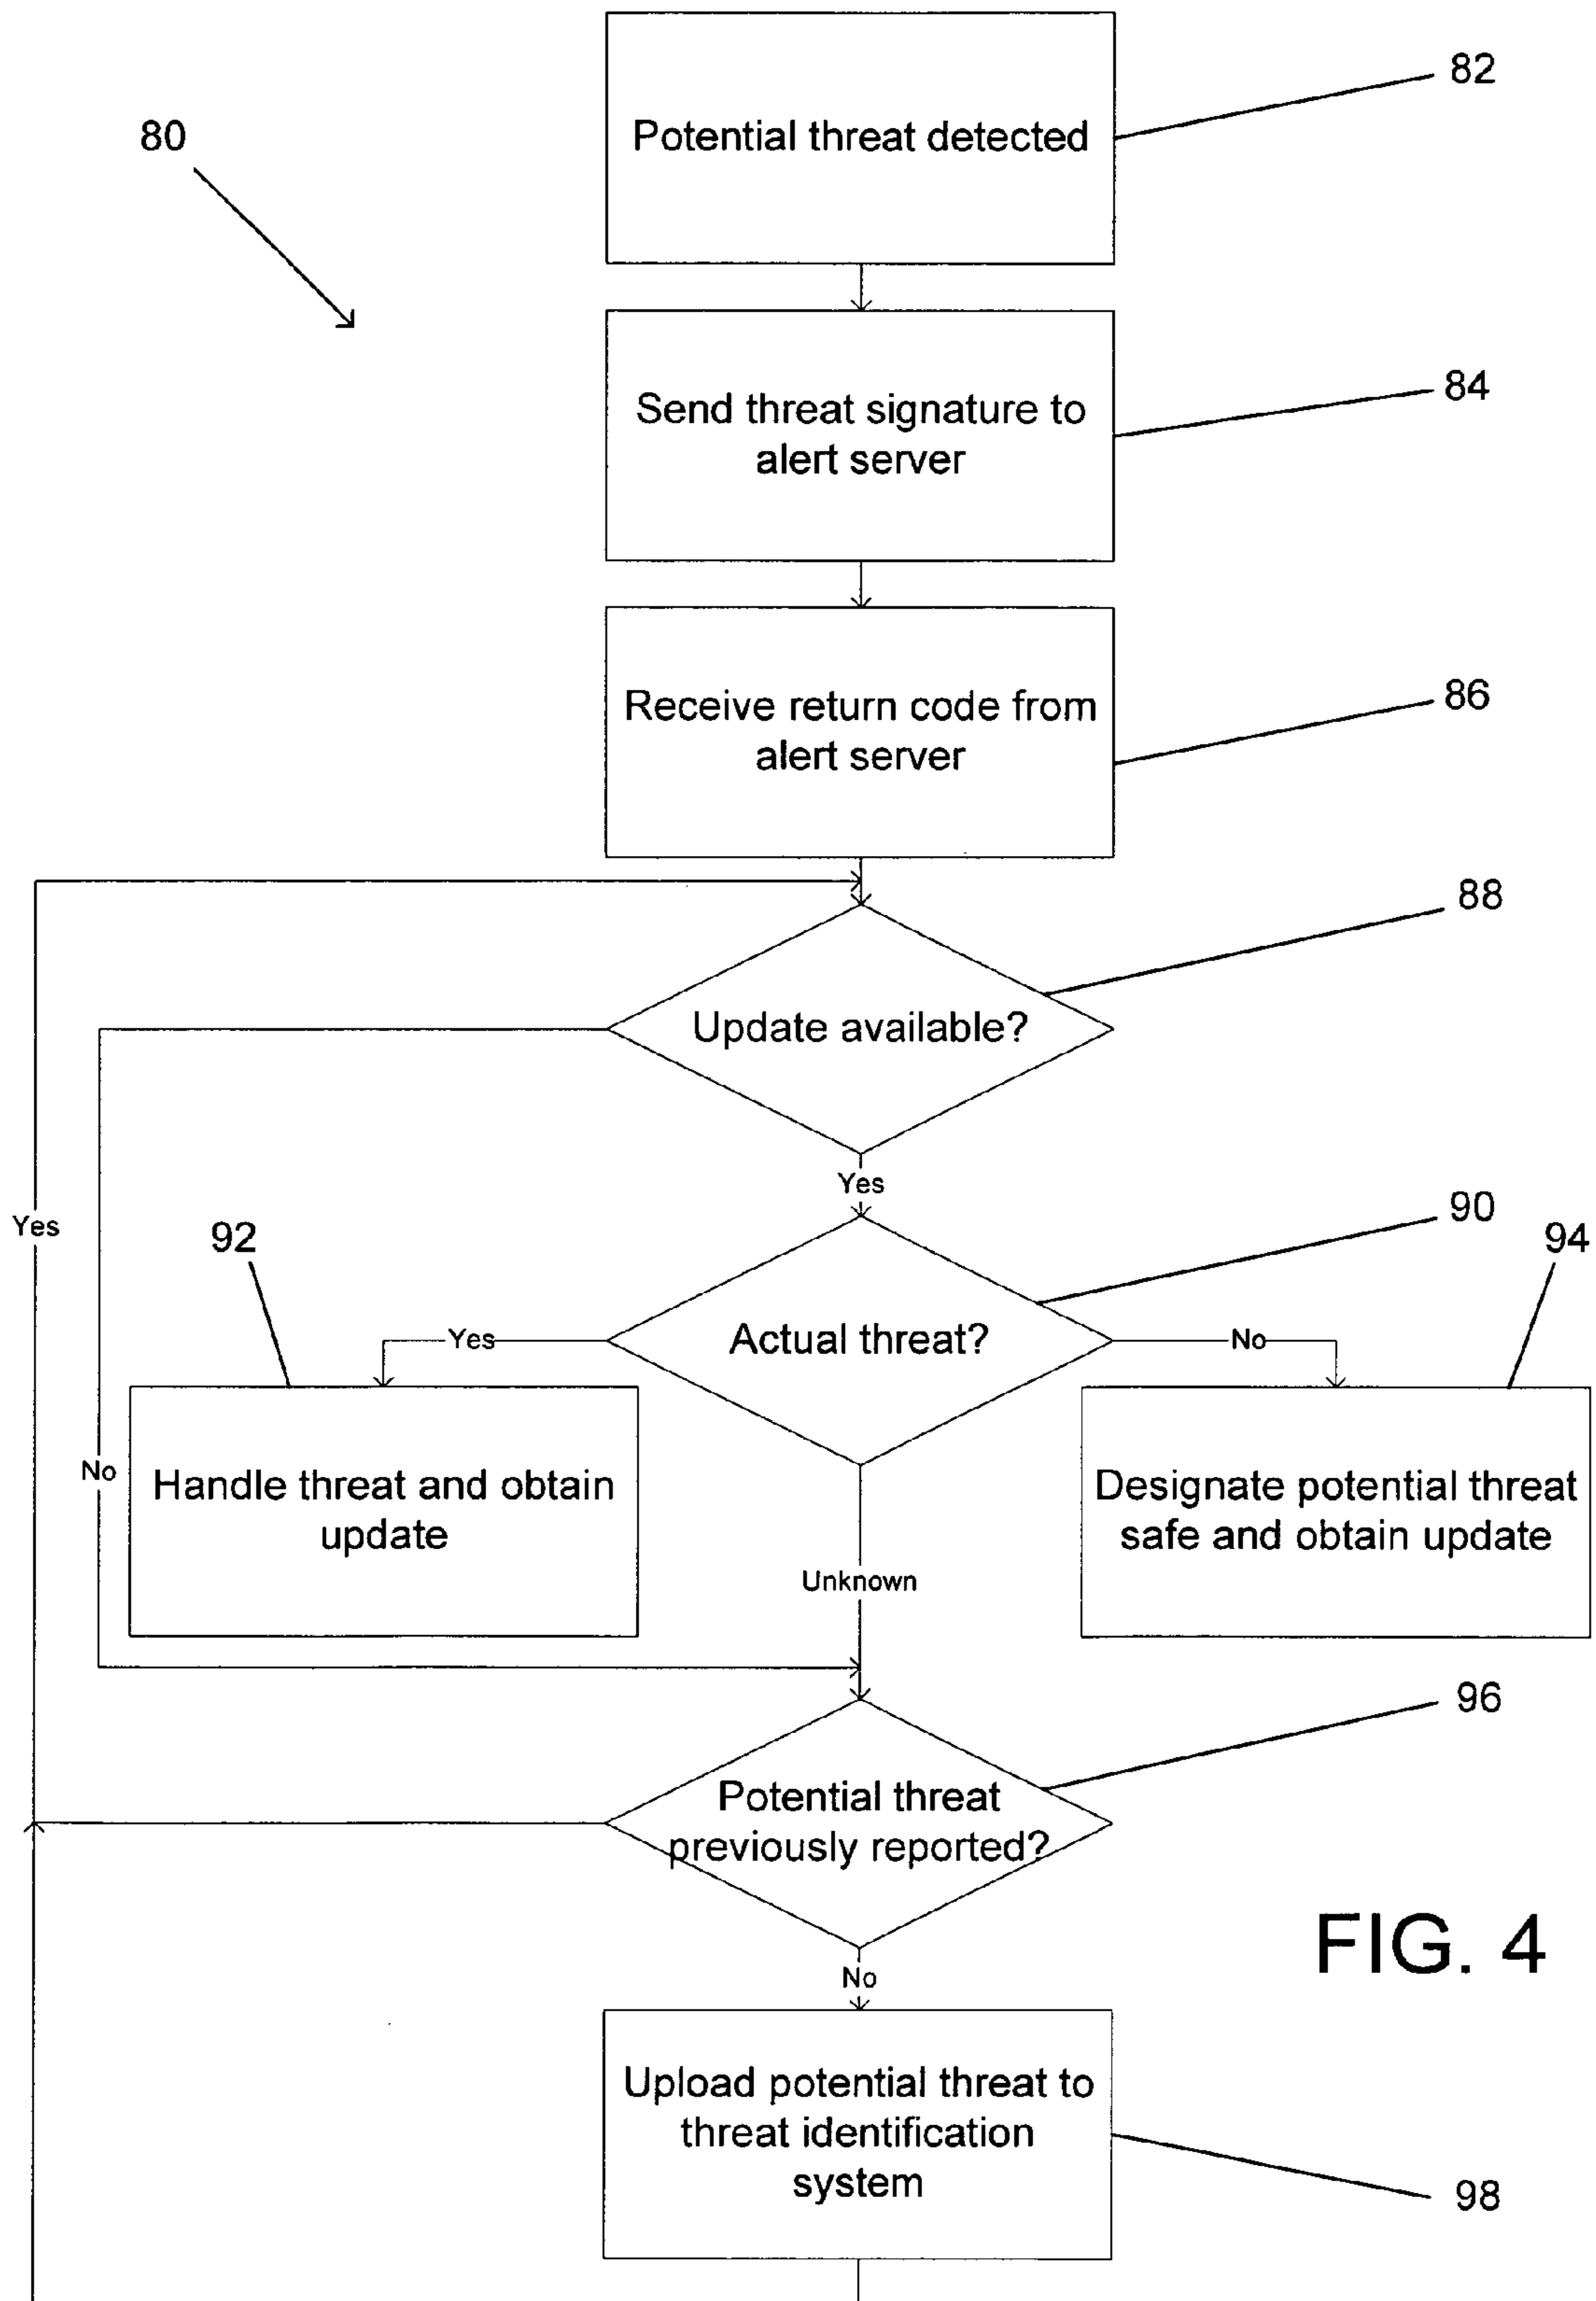 82
80
Potential threat detected
84
Send threat signature to
alert server
86
Receive return code from
alert server
88
Update available?
Yes
Yes
90
92
94
Actual threat?
Yes
No
No
Handle threat and obtain
update
Designate potential threat
safe and obtain update
Unknown
96
Potential threat
previously reported?
FIG. 4
No
Upload potential threat to
threat identification
system
98